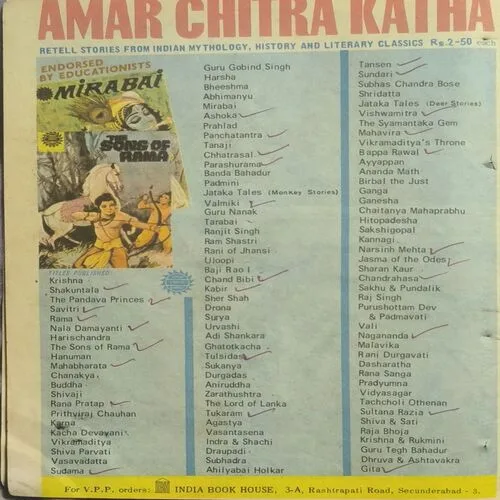 AMAR CHITRA KATHA
RETELL STORIES FROM INDIAN MYTHOLOGY, HISTORY AND LITERARY CLASSICS Rs.2-50 each
ENDORSED
BY EDUCATIONISTS
MIRABAI
THE
SONS OF
RAMA
TITLES PUBLISHED:
Krishna
Shakuntala
The Pandava Princes
Savitri
Rama
Nala Damayanti
Harischandra
The Sons of Rama
Hanuman
Mahabharata
Chanakya
Buddha
Shivaji
Rana Pratap
Prithviraj Chauhan
Karna
Kacha Devayani
Vikramaditya
Shiva Parvati
Vasavadatta
Sudama
Guru Gobind Singh
Harsha
Bheeshma
Abhimanyu
Mirabai
Ashoka
Prahlad
Panchatantra
Tanaji
Chhatrasal
Parashurama
Banda Bahadur
Padmini
Jataka Tales (Monkey Stories)
Valmiki
Guru Nanak
Tarabai
Ranjit Singh
Ram Shastri
Rani of Jhansi
Uloopi
Baji Rao I
Chand Bibi
Kabir
Sher Shah
Drona
Surya
Urvashi
Adi Shankara
Ghatotkacha
Tulsidas
Sukanya
Durgadas
Aniruddha
Zarathushtra
The Lord of Lanka
Tukaram
Agastya
Vasantasena
Indra & Shachi
Draupadi
Subhadra
Ahilyabai Holkar
Tansen
Sundari
Subhas Chandra Bose
Shridatta
Jataka Tales (Deer Stories)
Vishwamitra
The Syamantaka Gem
Mahavira
Vikramaditya's Throne
Bappa Rawal
Ayyappan
Ananda Math
Birbal the Just
Ganga
Ganesha
Chaitanya Mahaprabhu
Hitopadesha
Sakshigopal
Kannagi
Narsinh Mehta
Jasma of the Odes
Sharan Kaur
Chandrahasa
Sakhu & Pundalik
Raj Singh
Purushottam Dev
& Padmavati
Vali
Nagananda
Malavika
Rani Durgavati
Dasharatha
Rana Sanga
Pradyumna
Vidyasagar
Tachcholi Othenan
Sultana Razia
Shiva & Sati
Raja Bhoja
Krishna & Rukmini
Guru Tegh Bahadur
Dhruva & Ashtavakra
Gita
For V.P.P. orders: INDIA BOOK HOUSE, 3-A, Rashtrapati Road, Secunderabad - 3.